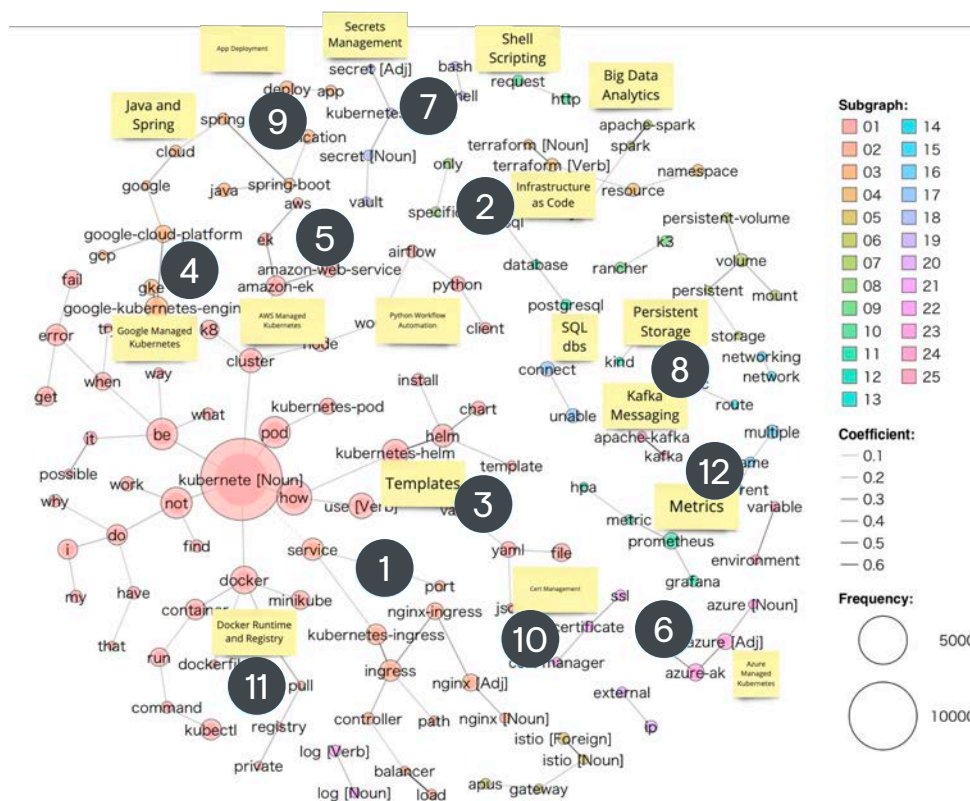 Secrets
Management
App Deployment
Shell
Scripting
Big Data
Analytics
Java and
Spring
secret [Adj]
bash
request
http
deploy
app
kubernetes
7
9
spring
cloud
java
spring-boot
google
secret [Noun]
vault
only
2
terraform [Noun]
terraform [Verb]
apache-spark
spark
namespace
resource
Infrastructure
as Code
aws
ek
5
amazon-web-service
amazon-ek
google-cloud-platform
gcp
4
gke
google-kubernetes-engin
Google Managed
Kubernetes
AWS Managed
Kubernetes
Python Workflow
Automation
airflow
python
client
database
postgresql
k3
rancher
persistent-volume
volume
persistent
mount
storage
SQL
dbs
Persistent
Storage
kind
8
networking
network
route
connect
unable
Kafka
Messaging
apache-kafka
kafka
12
multiple
variable
environment
Metrics
hpa
metric
prometheus
grafana
fail
error
get
when
way
k8
cluster
be
what
it
possible
why
work
not
find
do
i
my
have
that
pod
kubernetes-pod
kubernete [Noun]
how
use [Verb]
install
chart
helm
kubernetes-helm
template
Templates
3
yaml
file
service
1
port
docker
container
minikube
Docker Runtime
and Registry
run
11
pull
command
kubectl
registry
private
nginx-ingress
kubernetes-ingress
ingress
nginx [Adj]
nginx [Noun]
controller
path
balancer
load
log [Verb]
log [Noun]
Cert Management
10
ssl
certificate
6
azure [Noun]
azure [Adj]
azure-ak
Azure
Managed
Kubernetes
external
ip
istio [Foreign]
istio [Noun]
apus
gateway
Subgraph:
01 14
02 15
03 16
04 17
05 18
06 19
07 20
08 21
09 22
10 23
11 24
12 25
13
Coefficient:
0.1
0.2
0.3
0.4
0.5
0.6
Frequency:
5000